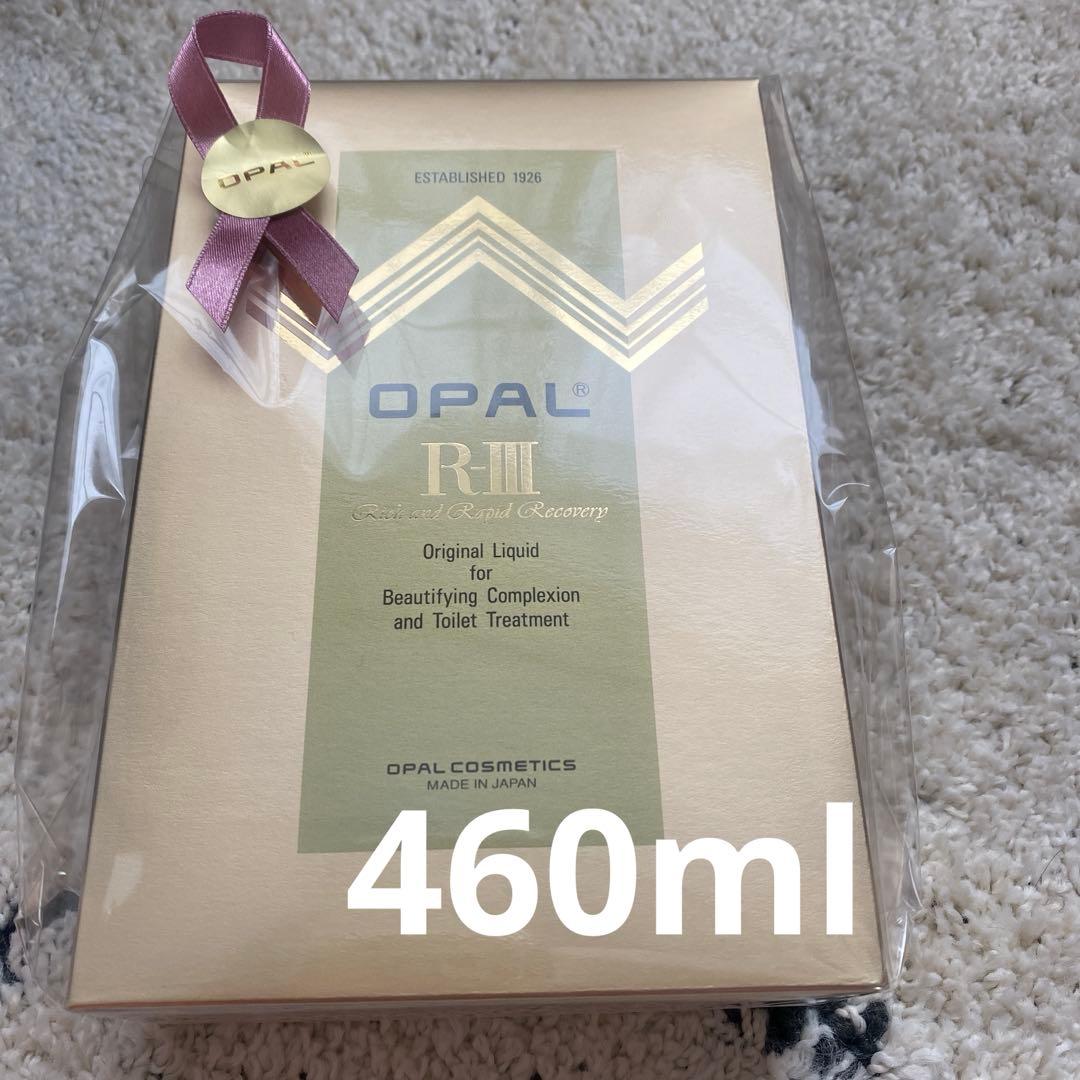 OPAL™
ESTABLISHED 1926
OPAL®
R-III
Rich and Rapid Recovery
Original Liquid
for
Beautifying Complexion
and Toilet Treatment
OPAL COSMETICS
MADE IN JAPAN
460ml